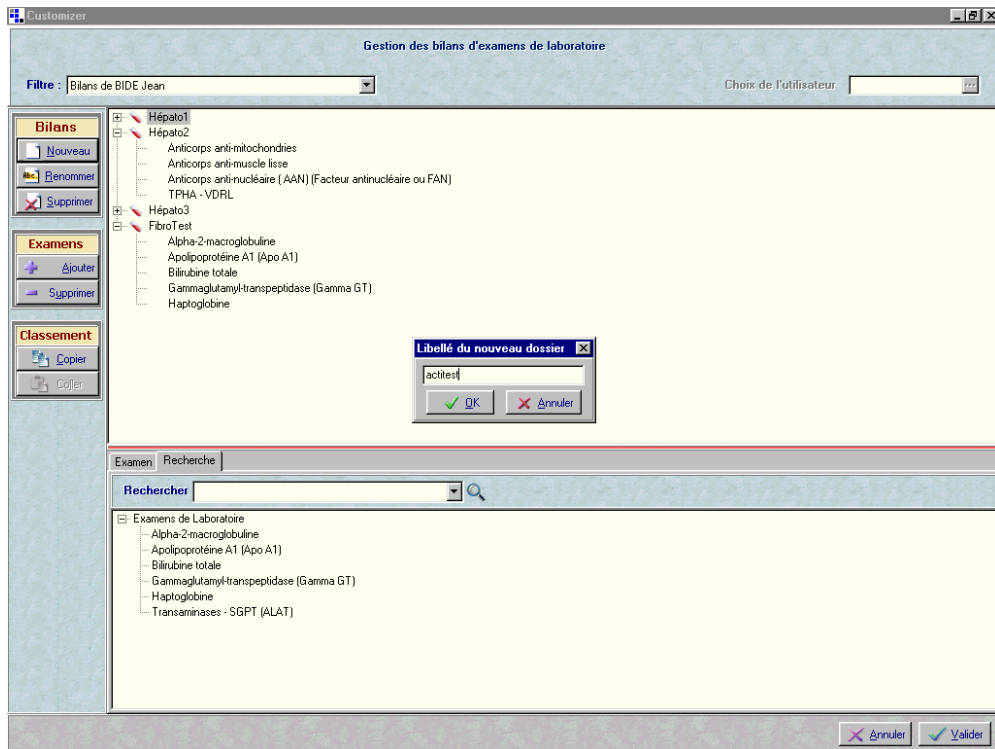 Customizer
Gestion des bilans d'examens de laboratoire
Filtre : Bilans de BIDE Jean
Choix de l'utilisateur ...
Bilans
Nouveau
Abc.. Renommer
Supprimer
Examens
Ajouter
Supprimer
Classement
Copier
Coller
Hépato1
Hépato2
Anticorps anti-mitochondries
Anticorps anti-muscle lisse
Anticorps anti-nucléaire ( AAN) (Facteur antinucléaire ou FAN)
TPHA - VDRL
Hépato3
FibroTest
Alpha-2-macroglobuline
Apolipoprotéine A1 (Apo A1)
Bilirubine totale
Gammaglutamyl-transpeptidase (Gamma GT)
Haptoglobine
Libellé du nouveau dossier
actitest
OK Annuler
Examen Recherche
Rechercher
Examens de Laboratoire
Alpha-2-macroglobuline
Apolipoprotéine A1 (Apo A1)
Bilirubine totale
Gammaglutamyl-transpeptidase (Gamma GT)
Haptoglobine
Transaminases - SGPT (ALAT)
Annuler Valider